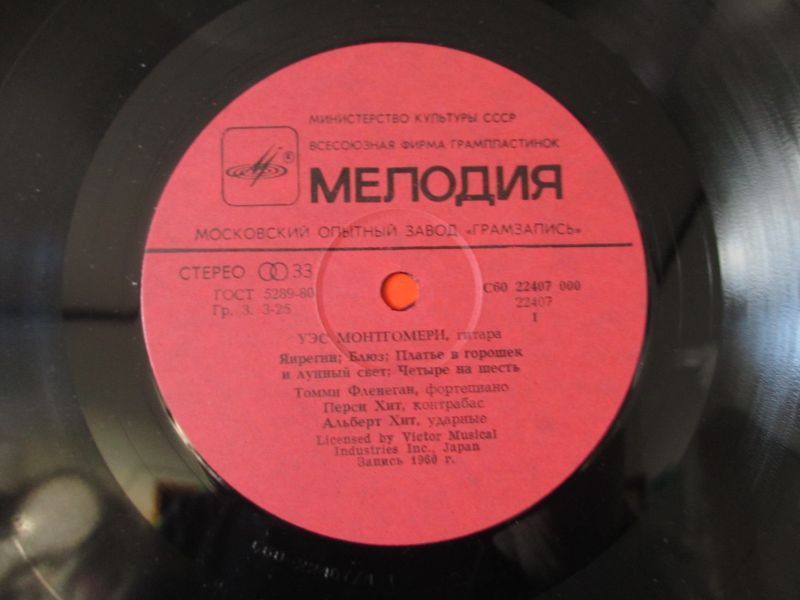 МИНИСТЕРСТВО КУЛЬТУРЫ СССР
ВСЕСОЮЗНАЯ ФИРМА ГРАМПЛАСТИНОК
®
МЕЛОДИЯ
МОСКОВСКИЙ ОПЫТНЫЙ ЗАВОД «ГРАМЗАПИСЬ»
СТЕРЕО 33
ГОСТ 5289-80
Гр. 3. 3-25
С60 22407 000
22407
1
УЭС МОНТГОМЕРИ, гитара
Яирегин; Блюз; Платье в горошек
и лунный свет; Четыре на шесть
Томми Фленеган, фортепиано
Перси Хит, контрабас
Альберт Хит, ударные
Licensed by Victor Musical
Industries Inc., Japan
Запись 1960 г.